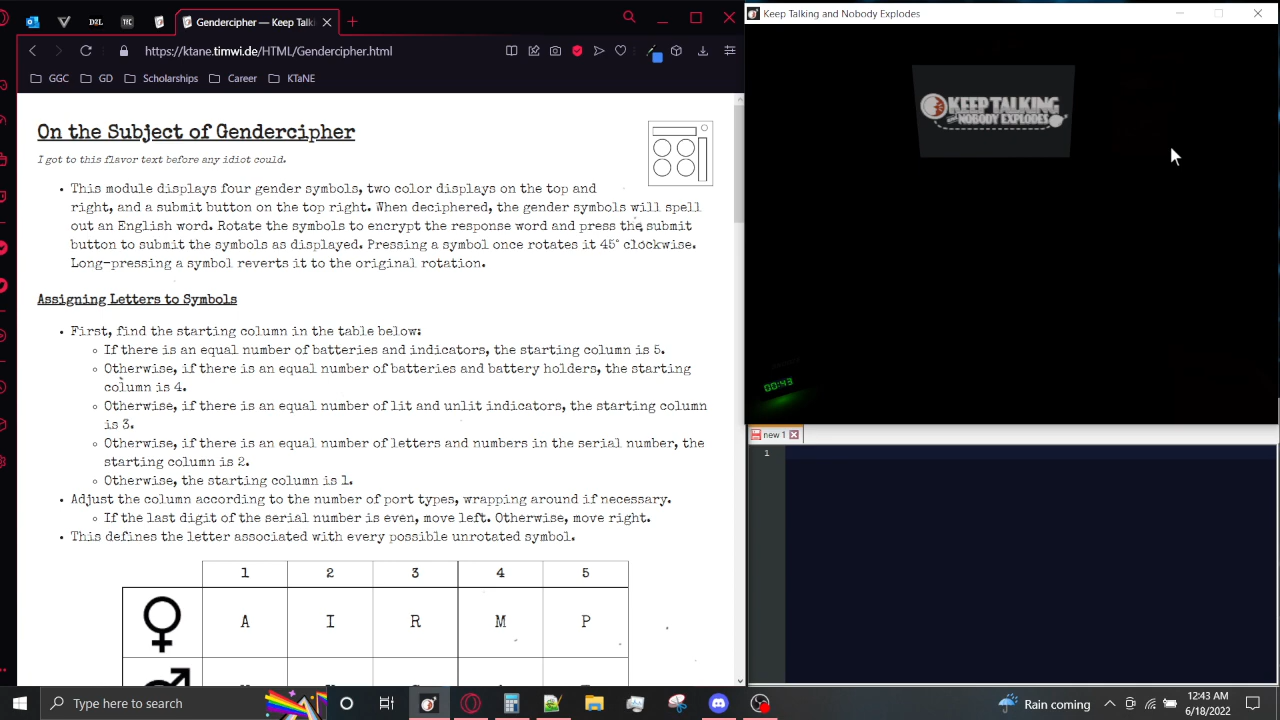 Gendercipher — Keep Talki
https://ktane.timwi.de/HTML/Gendercipher.html
GGC GD Scholarships Career KTaNE
On the Subject of Gendercipher
I got to this flavor text before any idiot could.
This module displays four gender symbols, two color displays on the top and
right, and a submit button on the top right. When deciphered, the gender symbols will spell
out an English word. Rotate the symbols to encrypt the response word and press the submit
button to submit the symbols as displayed. Pressing a symbol once rotates it 45° clockwise.
Long-pressing a symbol reverts it to the original rotation.
Assigning Letters to Symbols
First, find the starting column in the table below:
If there is an equal number of batteries and indicators, the starting column is 5.
Otherwise, if there is an equal number of batteries and battery holders, the starting
column is 4.
Otherwise, if there is an equal number of lit and unlit indicators, the starting column
is 3.
Otherwise, if there is an equal number of letters and numbers in the serial number, the
starting column is 2.
Otherwise, the starting column is 1.
Adjust the column according to the number of port types, wrapping around if necessary.
If the last digit of the serial number is even, move left. Otherwise, move right.
This defines the letter associated with every possible unrotated symbol.
1 2 3 4 5
A I R M P
Keep Talking and Nobody Explodes
KEEP TALKING
AND NOBODY EXPLODES
00:43
new 1
1
Type here to search
Rain coming
12:43 AM
6/18/2022